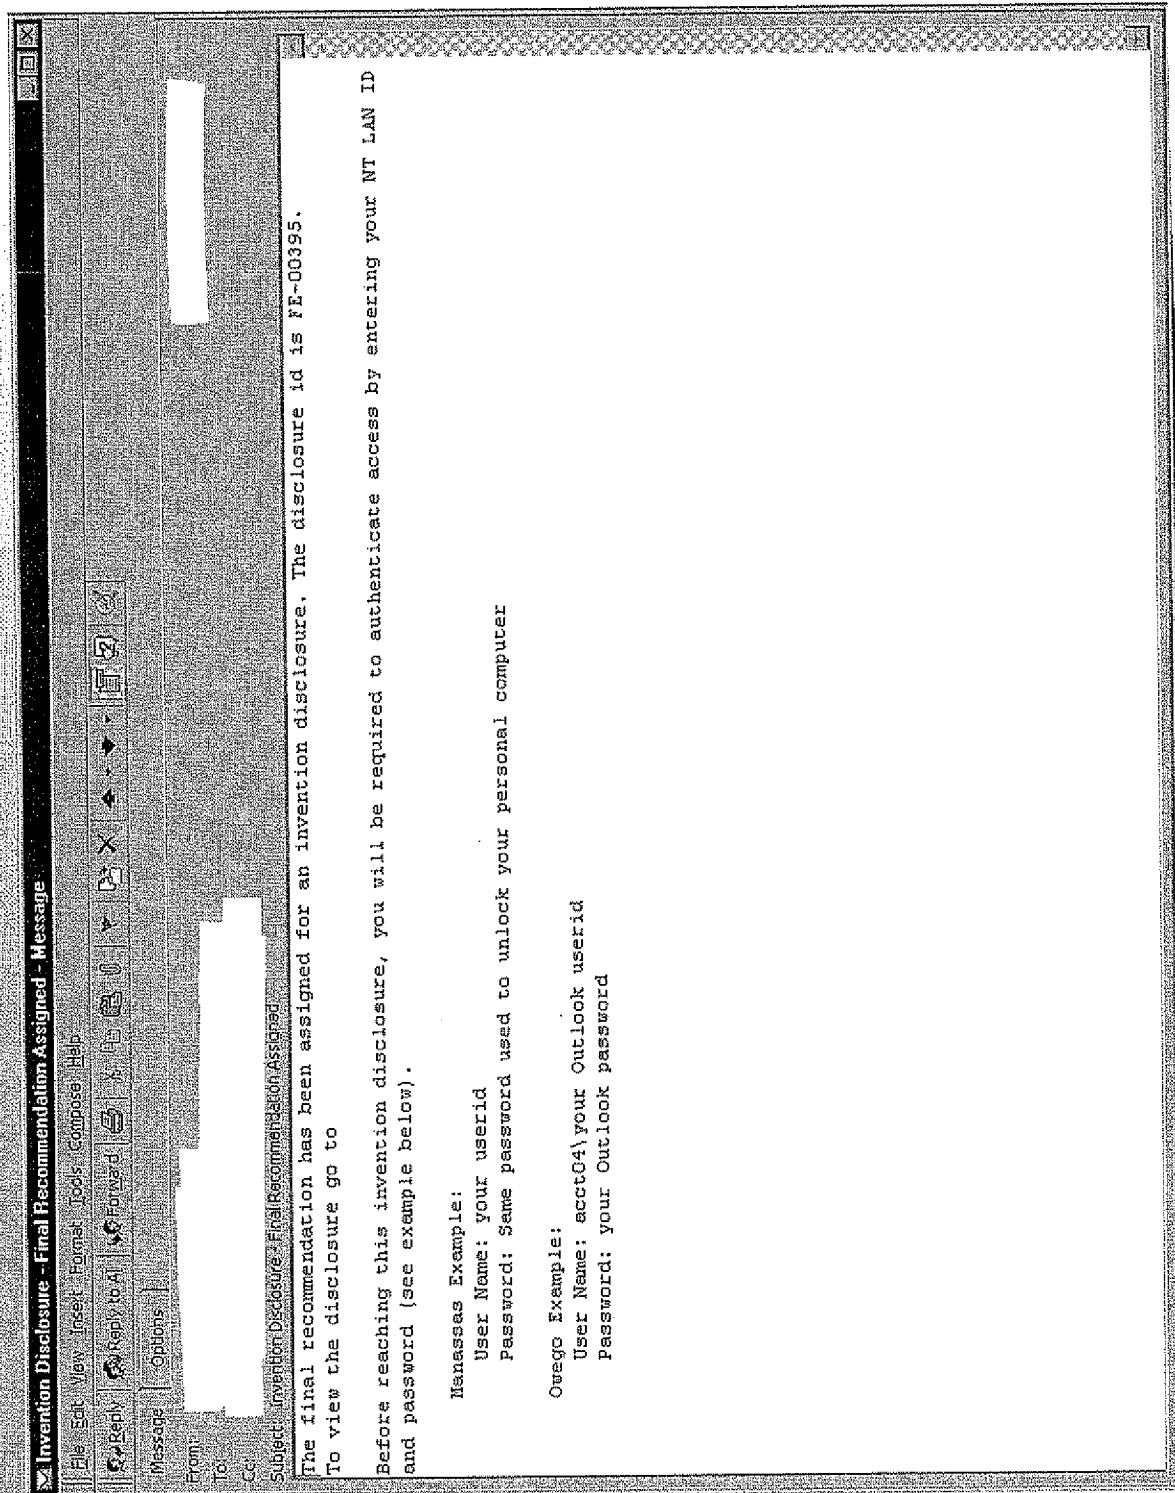 Invention Disclosure - Final Recommendation Assigned - Message
File Edit View Insert Format Tools Compose Help
Reply Reply to All Forward
Message Options
From:
To:
Cc:
Subject: Invention Disclosure - Final Recommendation Assigned
The final recommendation has been assigned for an invention disclosure. The disclosure id is FE-00395.
To view the disclosure go to
Before reaching this invention disclosure, you will be required to authenticate access by entering your NT LAN ID
and password (see example below).
Manassas Example:
User Name: your userid
Password: Same password used to unlock your personal computer
Owego Example:
User Name: acct04\your Outlook userid
Password: your Outlook password